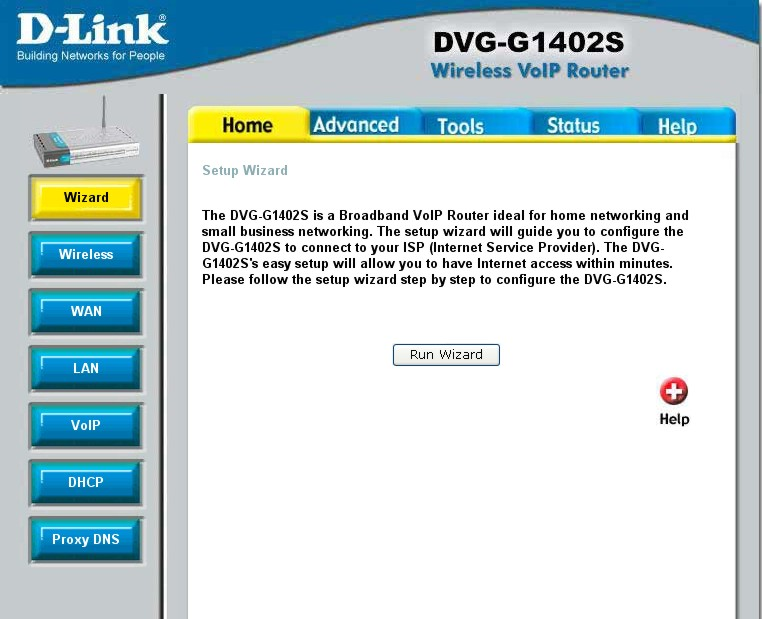 D-Link®
Building Networks for People
DVG-G1402S
Wireless VoIP Router
Home Advanced Tools Status Help
Setup Wizard
Wizard
Wireless
WAN
LAN
VoIP
DHCP
Proxy DNS
The DVG-G1402S is a Broadband VoIP Router ideal for home networking and
small business networking. The setup wizard will guide you to configure the
DVG-G1402S to connect to your ISP (Internet Service Provider). The DVG-
G1402S's easy setup will allow you to have Internet access within minutes.
Please follow the setup wizard step by step to configure the DVG-G1402S.
Run Wizard
Help